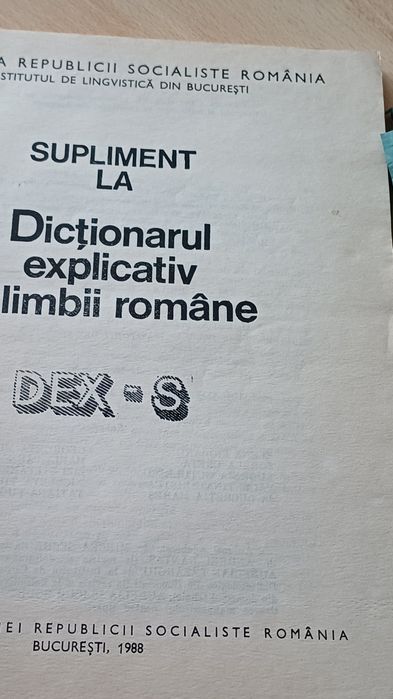 A REPUBLICII SOCIALISTE ROMÂNIA
STITUTUL DE LINGVISTICĂ DIN BUCUREȘTI
SUPLIMENT
LA
Dicționarul
explicativ
limbii române
DEX-S
EI REPUBLICII SOCIALISTE ROMÂNIA
BUCUREȘTI, 1988